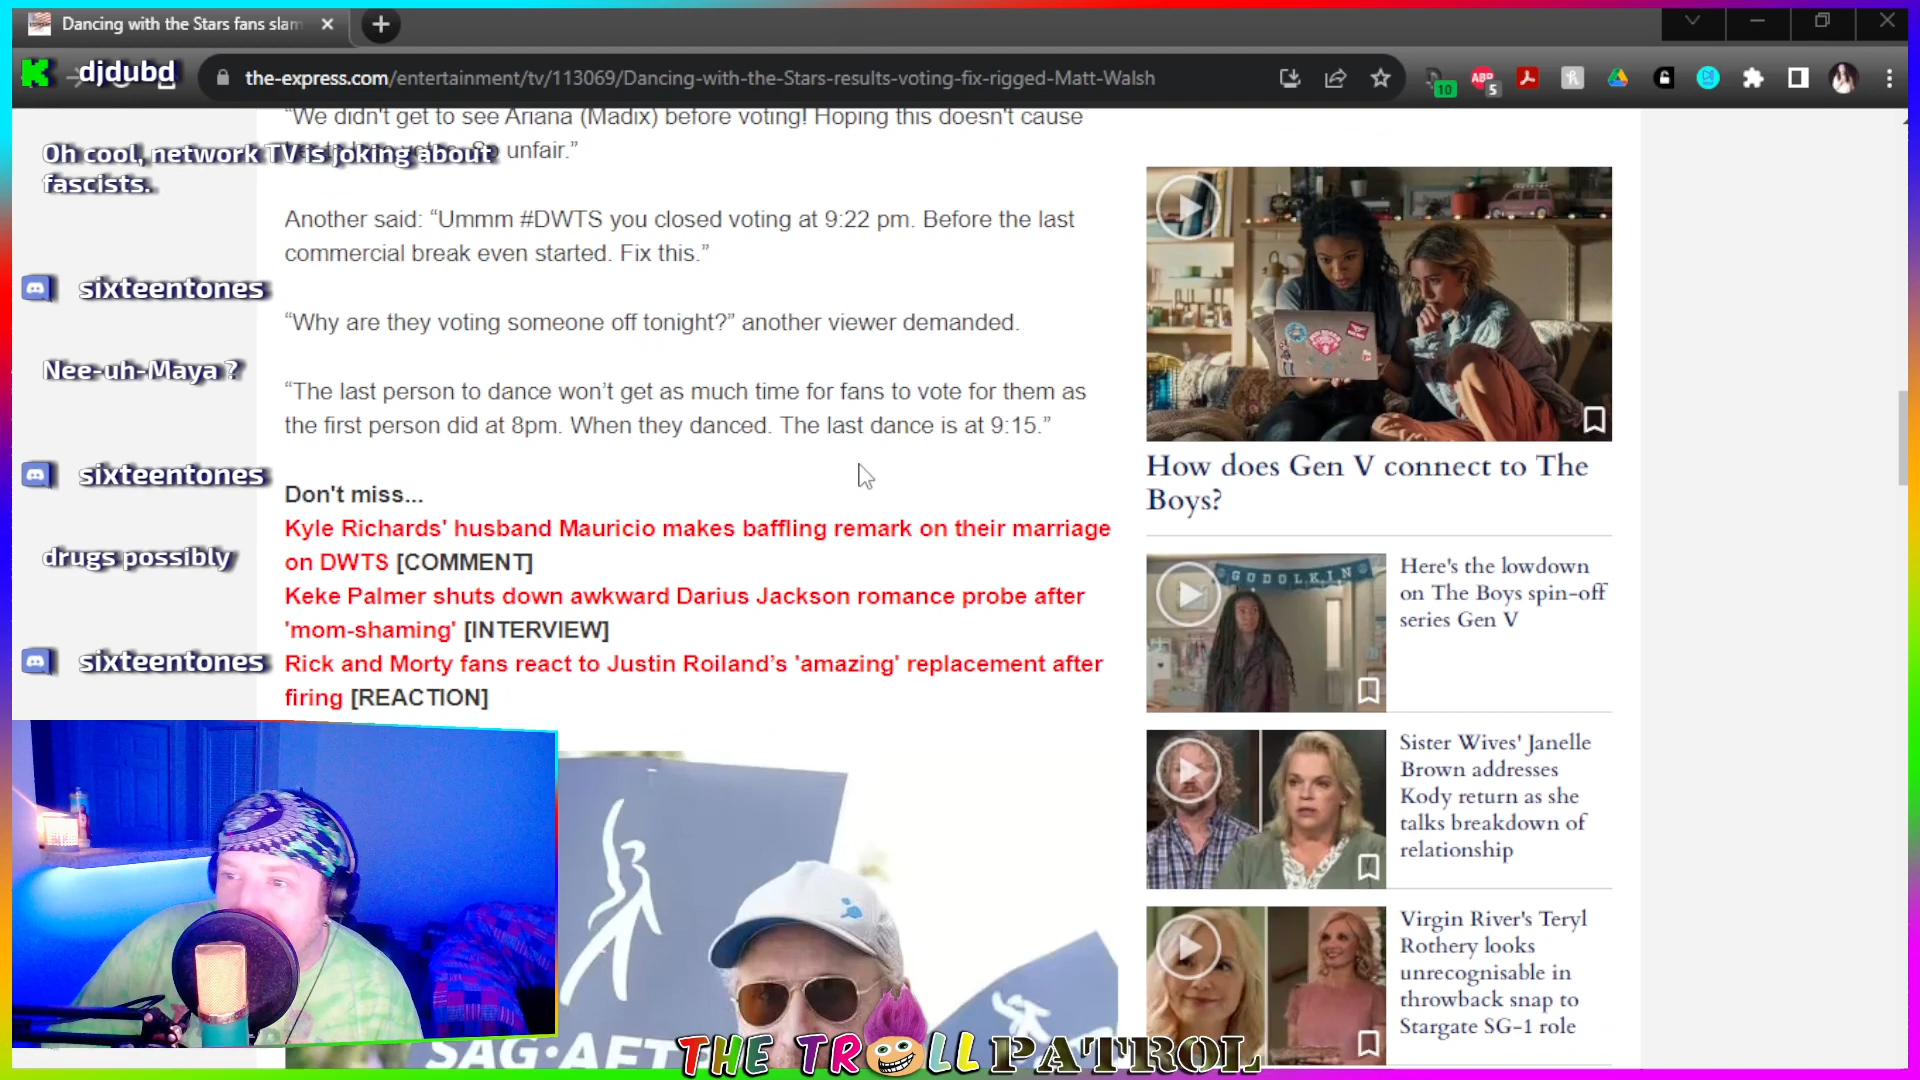 Dancing with the Stars fans slam
djdubd
the-express.com/entertainment/tv/113069/Dancing-with-the-Stars-results-voting-fix-rigged-Matt-Walsh
10
ABP
5
“We didn't get to see Ariana (Madix) before voting! Hoping this doesn't cause
unfair.”
Oh cool, network TV is joking about
fascists.
Another said: “Ummm #DWTS you closed voting at 9:22 pm. Before the last
commercial break even started. Fix this.”
sixteentones
“Why are they voting someone off tonight?” another viewer demanded.
Nee-uh-Maya ?
“The last person to dance won’t get as much time for fans to vote for them as
the first person did at 8pm. When they danced. The last dance is at 9:15.”
sixteentones
Don't miss...
Kyle Richards' husband Mauricio makes baffling remark on their marriage
on DWTS [COMMENT]
drugs possibly
Keke Palmer shuts down awkward Darius Jackson romance probe after
'mom-shaming' [INTERVIEW]
sixteentones
Rick and Morty fans react to Justin Roiland’s 'amazing' replacement after
firing [REACTION]
How does Gen V connect to The
Boys?
GODOLKIN
Here's the lowdown
on The Boys spin-off
series Gen V
Sister Wives' Janelle
Brown addresses
Kody return as she
talks breakdown of
relationship
Virgin River's Teryl
Rothery looks
unrecognisable in
throwback snap to
Stargate SG-1 role
THE TROLL PATROL